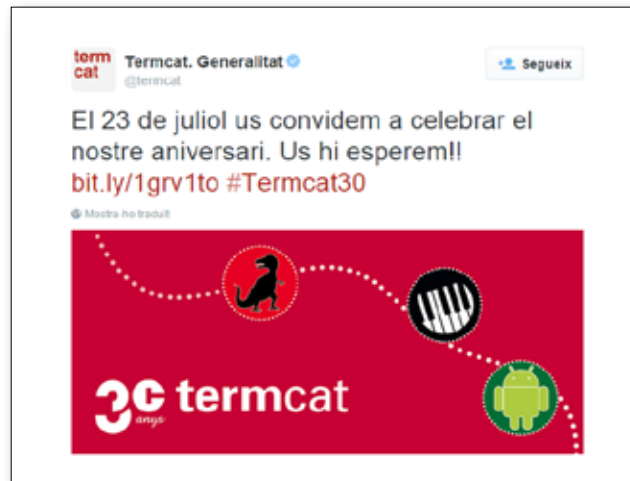 term
cat
Termcat. Generalitat
@termcat
Segueix
El 23 de juliol us convidem a celebrar el
nostre aniversari. Us hi esperem!!
bit.ly/1grv1to #Termcat30
Mostra-ho traduït
30 termcat
anys